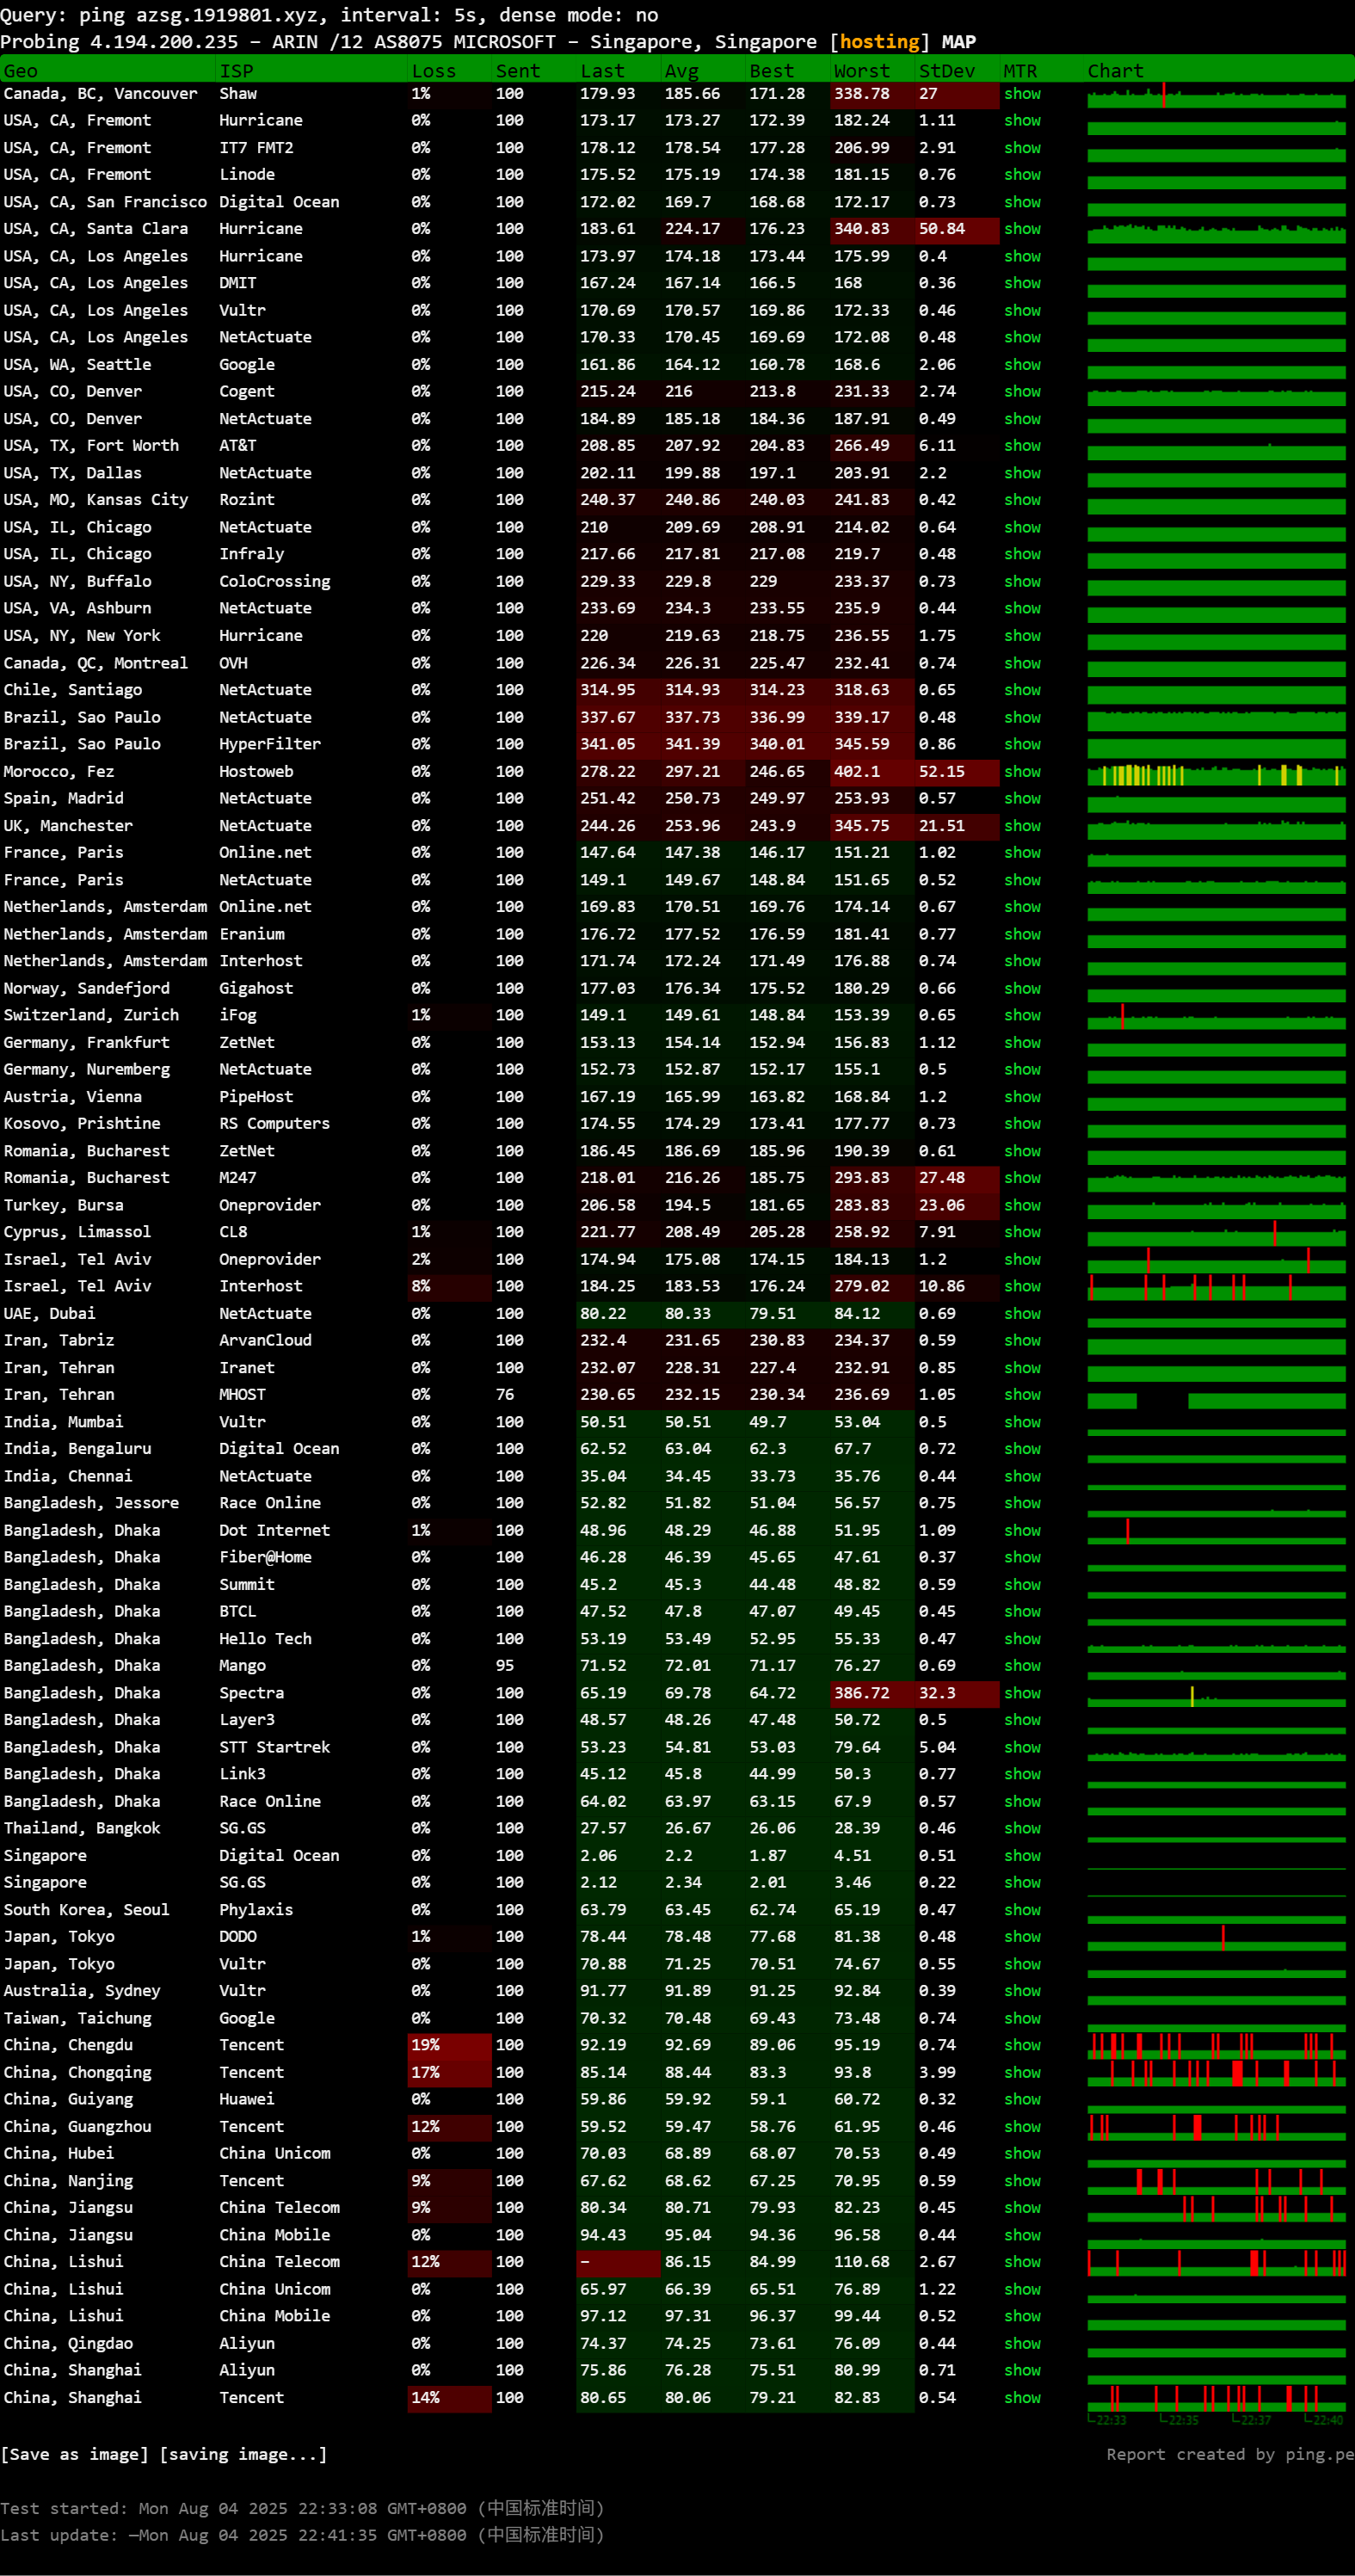 Query: ping azsg.1919801.xyz, interval: 5s, dense mode: no
Probing 4.194.200.235 – ARIN /12 AS8075 MICROSOFT – Singapore, Singapore [hosting] MAP
Geo ISP Loss Sent Last Avg Best Worst StDev MTR Chart
Canada, BC, Vancouver Shaw 1% 100 179.93 185.66 171.28 338.78 27 show
USA, CA, Fremont Hurricane 0% 100 173.17 173.27 172.39 182.24 1.11 show
USA, CA, Fremont IT7 FMT2 0% 100 178.12 178.54 177.28 206.99 2.91 show
USA, CA, Fremont Linode 0% 100 175.52 175.19 174.38 181.15 0.76 show
USA, CA, San Francisco Digital Ocean 0% 100 172.02 169.7 168.68 172.17 0.73 show
USA, CA, Santa Clara Hurricane 0% 100 183.61 224.17 176.23 340.83 50.84 show
USA, CA, Los Angeles Hurricane 0% 100 173.97 174.18 173.44 175.99 0.4 show
USA, CA, Los Angeles DMIT 0% 100 167.24 167.14 166.5 168 0.36 show
USA, CA, Los Angeles Vultr 0% 100 170.69 170.57 169.86 172.33 0.46 show
USA, CA, Los Angeles NetActuate 0% 100 170.33 170.45 169.69 172.08 0.48 show
USA, WA, Seattle Google 0% 100 161.86 164.12 160.78 168.6 2.06 show
USA, CO, Denver Cogent 0% 100 215.24 216 213.8 231.33 2.74 show
USA, CO, Denver NetActuate 0% 100 184.89 185.18 184.36 187.91 0.49 show
USA, TX, Fort Worth AT&T 0% 100 208.85 207.92 204.83 266.49 6.11 show
USA, TX, Dallas NetActuate 0% 100 202.11 199.88 197.1 203.91 2.2 show
USA, MO, Kansas City Rozint 0% 100 240.37 240.86 240.03 241.83 0.42 show
USA, IL, Chicago NetActuate 0% 100 210 209.69 208.91 214.02 0.64 show
USA, IL, Chicago Infraly 0% 100 217.66 217.81 217.08 219.7 0.48 show
USA, NY, Buffalo ColoCrossing 0% 100 229.33 229.8 229 233.37 0.73 show
USA, VA, Ashburn NetActuate 0% 100 233.69 234.3 233.55 235.9 0.44 show
USA, NY, New York Hurricane 0% 100 220 219.63 218.75 236.55 1.75 show
Canada, QC, Montreal OVH 0% 100 226.34 226.31 225.47 232.41 0.74 show
Chile, Santiago NetActuate 0% 100 314.95 314.93 314.23 318.63 0.65 show
Brazil, Sao Paulo NetActuate 0% 100 337.67 337.73 336.99 339.17 0.48 show
Brazil, Sao Paulo HyperFilter 0% 100 341.05 341.39 340.01 345.59 0.86 show
Morocco, Fez Hostoweb 0% 100 278.22 297.21 246.65 402.1 52.15 show
Spain, Madrid NetActuate 0% 100 251.42 250.73 249.97 253.93 0.57 show
UK, Manchester NetActuate 0% 100 244.26 253.96 243.9 345.75 21.51 show
France, Paris Online.net 0% 100 147.64 147.38 146.17 151.21 1.02 show
France, Paris NetActuate 0% 100 149.1 149.67 148.84 151.65 0.52 show
Netherlands, Amsterdam Online.net 0% 100 169.83 170.51 169.76 174.14 0.67 show
Netherlands, Amsterdam Eranium 0% 100 176.72 177.52 176.59 181.41 0.77 show
Netherlands, Amsterdam Interhost 0% 100 171.74 172.24 171.49 176.88 0.74 show
Norway, Sandefjord Gigahost 0% 100 177.03 176.34 175.52 180.29 0.66 show
Switzerland, Zurich iFog 1% 100 149.1 149.61 148.84 153.39 0.65 show
Germany, Frankfurt ZetNet 0% 100 153.13 154.14 152.94 156.83 1.12 show
Germany, Nuremberg NetActuate 0% 100 152.73 152.87 152.17 155.1 0.5 show
Austria, Vienna PipeHost 0% 100 167.19 165.99 163.82 168.84 1.2 show
Kosovo, Prishtine RS Computers 0% 100 174.55 174.29 173.41 177.77 0.73 show
Romania, Bucharest ZetNet 0% 100 186.45 186.69 185.96 190.39 0.61 show
Romania, Bucharest M247 0% 100 218.01 216.26 185.75 293.83 27.48 show
Turkey, Bursa Oneprovider 0% 100 206.58 194.5 181.65 283.83 23.06 show
Cyprus, Limassol CL8 1% 100 221.77 208.49 205.28 258.92 7.91 show
Israel, Tel Aviv Oneprovider 2% 100 174.94 175.08 174.15 184.13 1.2 show
Israel, Tel Aviv Interhost 8% 100 184.25 183.53 176.24 279.02 10.86 show
UAE, Dubai NetActuate 0% 100 80.22 80.33 79.51 84.12 0.69 show
Iran, Tabriz ArvanCloud 0% 100 232.4 231.65 230.83 234.37 0.59 show
Iran, Tehran Iranet 0% 100 232.07 228.31 227.4 232.91 0.85 show
Iran, Tehran MHOST 0% 76 230.65 232.15 230.34 236.69 1.05 show
India, Mumbai Vultr 0% 100 50.51 50.51 49.7 53.04 0.5 show
India, Bengaluru Digital Ocean 0% 100 62.52 63.04 62.3 67.7 0.72 show
India, Chennai NetActuate 0% 100 35.04 34.45 33.73 35.76 0.44 show
Bangladesh, Jessore Race Online 0% 100 52.82 51.82 51.04 56.57 0.75 show
Bangladesh, Dhaka Dot Internet 1% 100 48.96 48.29 46.88 51.95 1.09 show
Bangladesh, Dhaka Fiber@Home 0% 100 46.28 46.39 45.65 47.61 0.37 show
Bangladesh, Dhaka Summit 0% 100 45.2 45.3 44.48 48.82 0.59 show
Bangladesh, Dhaka BTCL 0% 100 47.52 47.8 47.07 49.45 0.45 show
Bangladesh, Dhaka Hello Tech 0% 100 53.19 53.49 52.95 55.33 0.47 show
Bangladesh, Dhaka Mango 0% 95 71.52 72.01 71.17 76.27 0.69 show
Bangladesh, Dhaka Spectra 0% 100 65.19 69.78 64.72 386.72 32.3 show
Bangladesh, Dhaka Layer3 0% 100 48.57 48.26 47.48 50.72 0.5 show
Bangladesh, Dhaka STT Startrek 0% 100 53.23 54.81 53.03 79.64 5.04 show
Bangladesh, Dhaka Link3 0% 100 45.12 45.8 44.99 50.3 0.77 show
Bangladesh, Dhaka Race Online 0% 100 64.02 63.97 63.15 67.9 0.57 show
Thailand, Bangkok SG.GS 0% 100 27.57 26.67 26.06 28.39 0.46 show
Singapore Digital Ocean 0% 100 2.06 2.2 1.87 4.51 0.51 show
Singapore SG.GS 0% 100 2.12 2.34 2.01 3.46 0.22 show
South Korea, Seoul Phylaxis 0% 100 63.79 63.45 62.74 65.19 0.47 show
Japan, Tokyo DODO 1% 100 78.44 78.48 77.68 81.38 0.48 show
Japan, Tokyo Vultr 0% 100 70.88 71.25 70.51 74.67 0.55 show
Australia, Sydney Vultr 0% 100 91.77 91.89 91.25 92.84 0.39 show
Taiwan, Taichung Google 0% 100 70.32 70.48 69.43 73.48 0.74 show
China, Chengdu Tencent 19% 100 92.19 92.69 89.06 95.19 0.74 show
China, Chongqing Tencent 17% 100 85.14 88.44 83.3 93.8 3.99 show
China, Guiyang Huawei 0% 100 59.86 59.92 59.1 60.72 0.32 show
China, Guangzhou Tencent 12% 100 59.52 59.47 58.76 61.95 0.46 show
China, Hubei China Unicom 0% 100 70.03 68.89 68.07 70.53 0.49 show
China, Nanjing Tencent 9% 100 67.62 68.62 67.25 70.95 0.59 show
China, Jiangsu China Telecom 9% 100 80.34 80.71 79.93 82.23 0.45 show
China, Jiangsu China Mobile 0% 100 94.43 95.04 94.36 96.58 0.44 show
China, Lishui China Telecom 12% 100 – 86.15 84.99 110.68 2.67 show
China, Lishui China Unicom 0% 100 65.97 66.39 65.51 76.89 1.22 show
China, Lishui China Mobile 0% 100 97.12 97.31 96.37 99.44 0.52 show
China, Qingdao Aliyun 0% 100 74.37 74.25 73.61 76.09 0.44 show
China, Shanghai Aliyun 0% 100 75.86 76.28 75.51 80.99 0.71 show
China, Shanghai Tencent 14% 100 80.65 80.06 79.21 82.83 0.54 show
22:33 22:35 22:37 22:40
[Save as image] [saving image...] Report created by ping.pe
Test started: Mon Aug 04 2025 22:33:08 GMT+0800 (中国标准时间)
Last update: —Mon Aug 04 2025 22:41:35 GMT+0800 (中国标准时间)